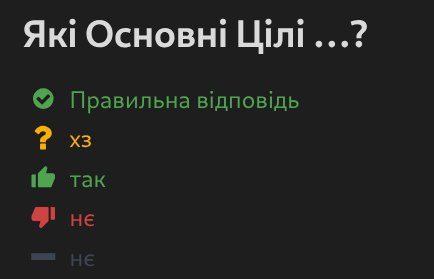 Які Основні Цілі ...?
Правильна відповідь
хз
так
нє
нє